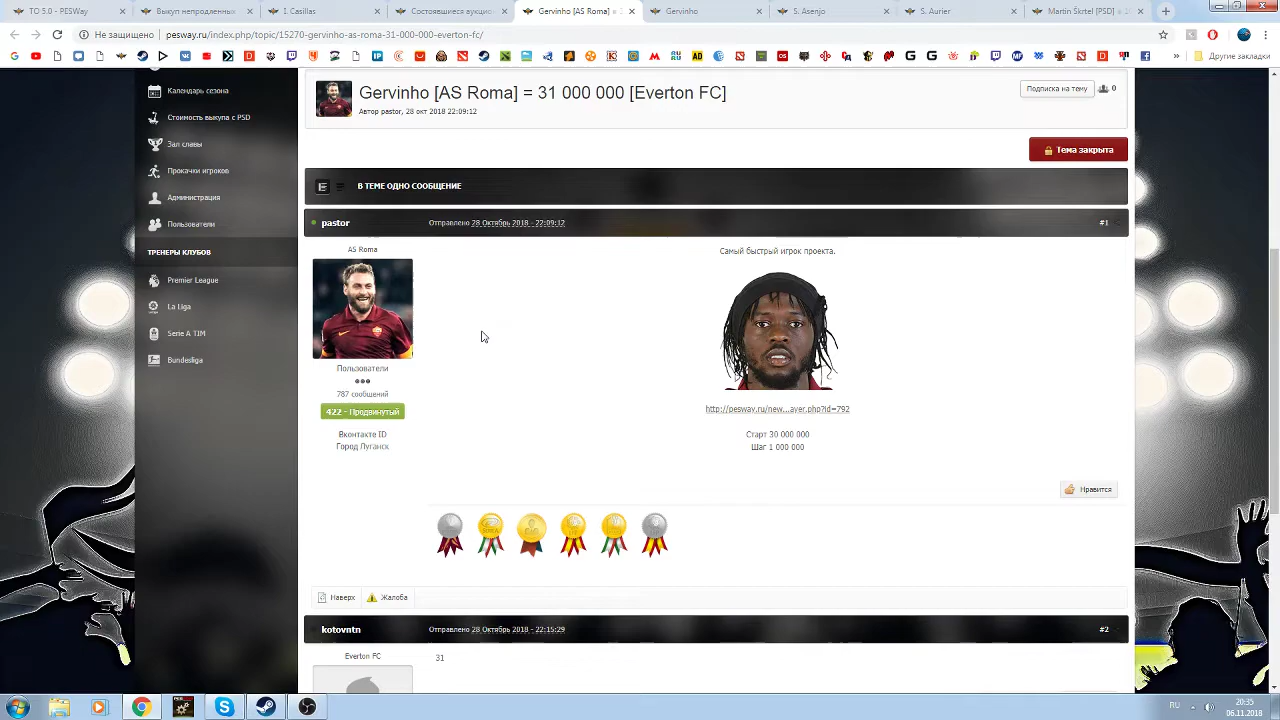 ТО 5.0 - PESWay
Выкуп непроданных
I. Casillas
Состоявшиеся аукцио
Gervinho [AS Roma] = 3
Gervinho
S. Asenjo
S. Aurier
Martin Škrtel [PSD] = 30
Не защищено | pesway.ru/index.php/topic/15270-gervinho-as-roma-31-000-000-everton-fc/
Другие закладки
Календарь сезона
Стоимость выкупа с PSD
Зал славы
Прокачки игроков
Администрация
Пользователи
ТРЕНЕРЫ КЛУБОВ
Premier League
La Liga
Serie A TIM
Bundesliga
Gervinho [AS Roma] = 31 000 000 [Everton FC]
Автор pastor, 28 окт 2018 22:09:12
Подписка на тему
0
Тема закрыта
В ТЕМЕ ОДНО СООБЩЕНИЕ
pastor
Отправлено 28 Октябрь 2018 - 22:09:12
#1
AS Roma
Пользователи
787 сообщений
422 - Продвинутый
Вконтакте ID
Город Луганск
Самый быстрый игрок проекта.
http://pesway.ru/new...ayer.php?id=792
Старт 30 000 000
Шаг 1 000 000
Нравится
Наверх
Жалоба
kotovntn
Отправлено 28 Октябрь 2018 - 22:15:29
#2
Everton FC
31
RU
20:35
06.11.2018